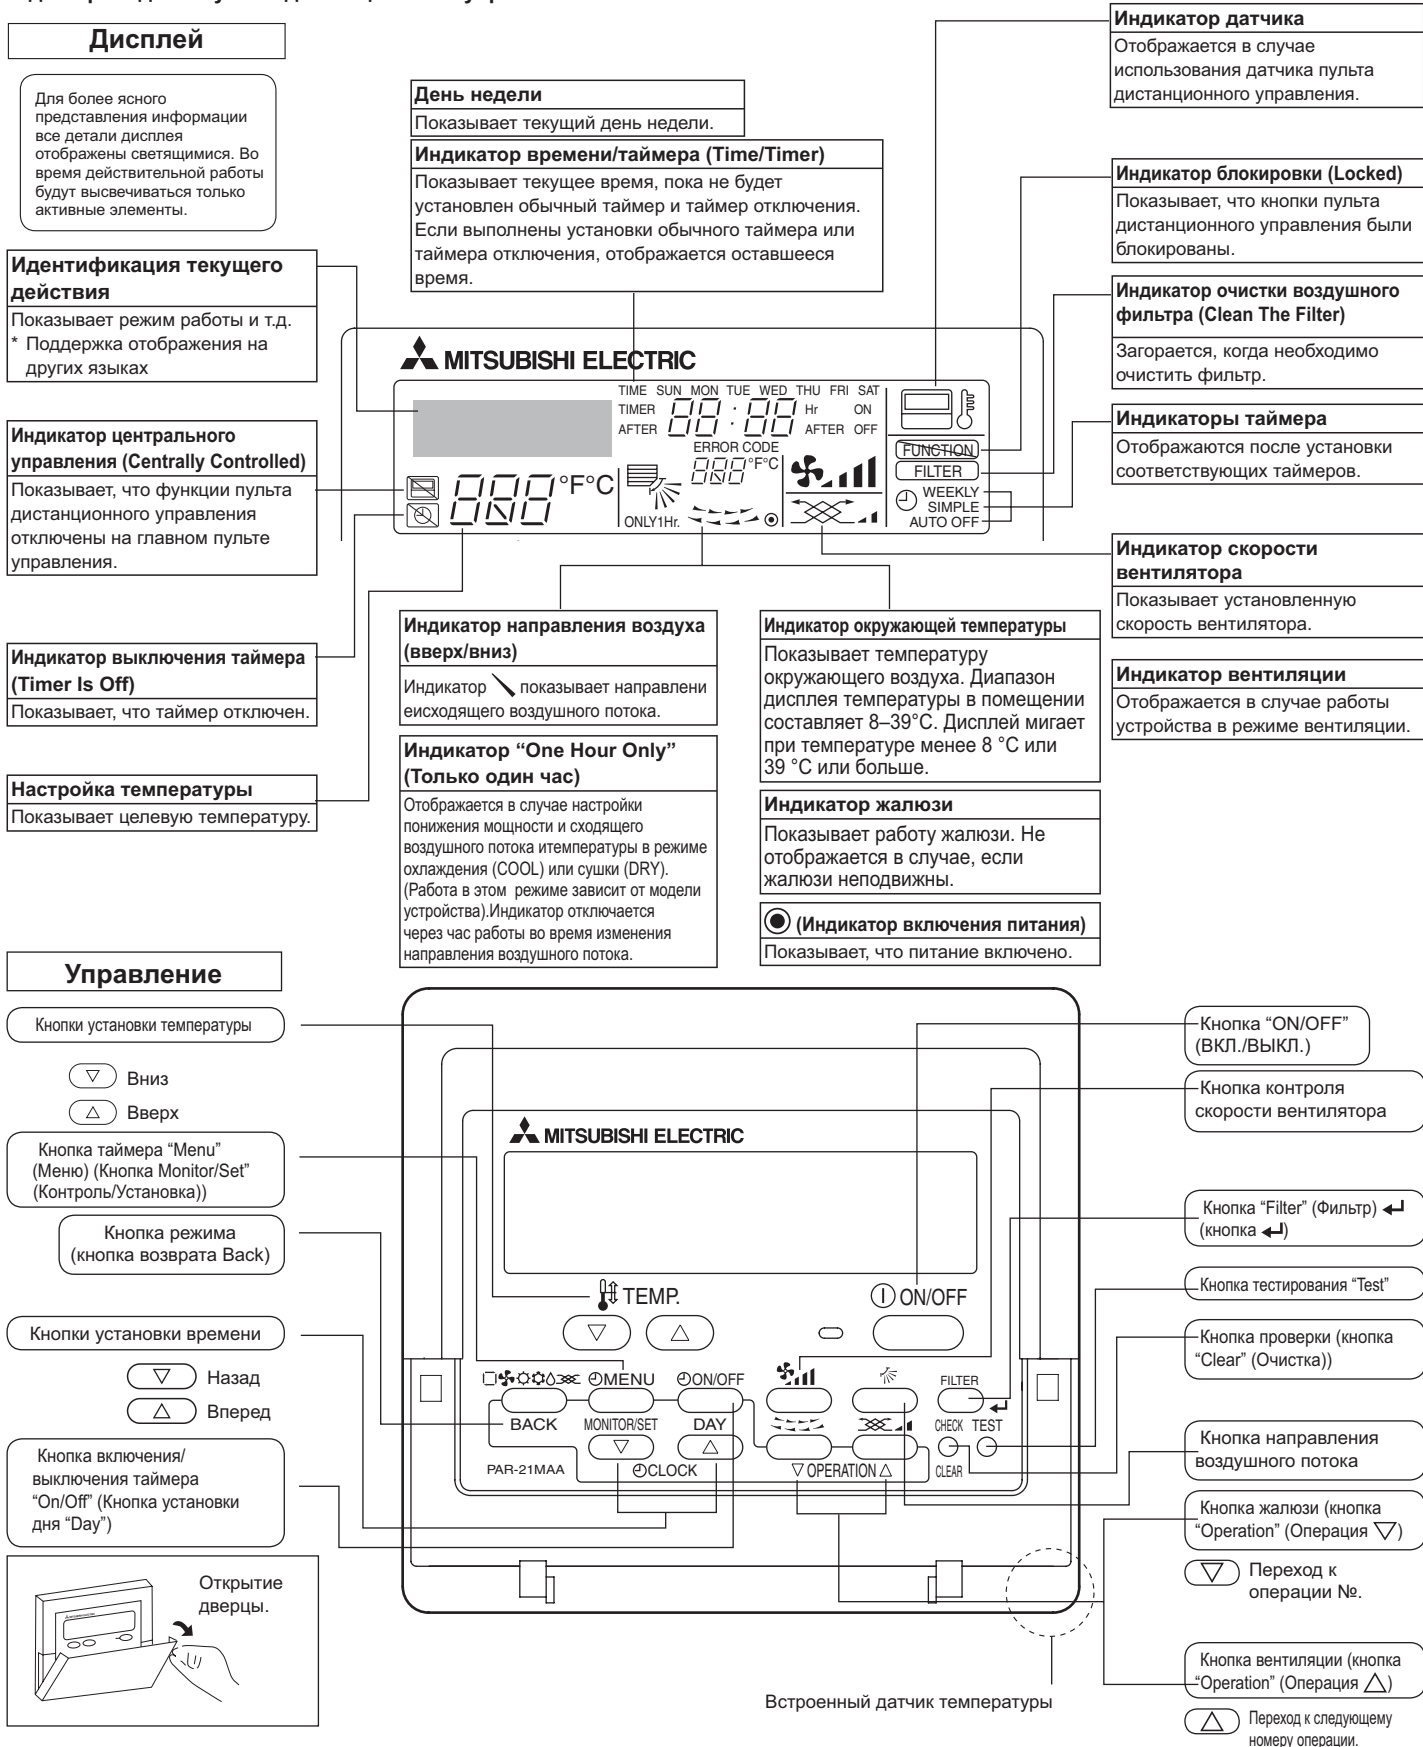 Дисплей
Для более ясного
представления информации
все детали дисплея
отображены светящимися. Во
время действительной работы
будут высвечиваться только
активные элементы.
День недели
Показывает текущий день недели.
Индикатор времени/таймера (Time/Timer)
Показывает текущее время, пока не будет
установлен обычный таймер и таймер отключения.
Если выполнены установки обычного таймера или
таймера отключения, отображается оставшееся
время.
Индикатор датчика
Отображается в случае
использования датчика пульта
дистанционного управления.
Индикатор блокировки (Locked)
Показывает, что кнопки пульта
дистанционного управления были
блокированы.
Индикатор очистки воздушного
фильтра (Clean The Filter)
Загорается, когда необходимо
очистить фильтр.
Индикаторы таймера
Отображаются после установки
соответствующих таймеров.
Индикатор скорости
вентилятора
Показывает установленную
скорость вентилятора.
Индикатор вентиляции
Отображается в случае работы
устройства в режиме вентиляции.
Идентификация текущего
действия
Показывает режим работы и т.д.
* Поддержка отображения на
других языках
Индикатор центрального
управления (Centrally Controlled)
Показывает, что функции пульта
дистанционного управления
отключены на главном пульте
управления.
Индикатор выключения таймера
(Timer Is Off)
Показывает, что таймер отключен.
Настройка температуры
Показывает целевую температуру.
MITSUBISHI ELECTRIC
TIME SUN MON TUE WED THU FRI SAT
TIMER 88:88 Hr ON
AFTER AFTER OFF
ERROR CODE
888 °F°C
888 °F°C
ONLY1Hr.
FUNCTION
FILTER
WEEKLY
SIMPLE
AUTO OFF
Индикатор направления воздуха
(вверх/вниз)
Индикатор показывает направлени
еисходящего воздушного потока.
Индикатор “One Hour Only”
(Только один час)
Отображается в случае настройки
понижения мощности и сходящего
воздушного потока итемпературы в режиме
охлаждения (COOL) или сушки (DRY).
(Работа в этом режиме зависит от модели
устройства).Индикатор отключается
через час работы во время изменения
направления воздушного потока.
Индикатор окружающей температуры
Показывает температуру
окружающего воздуха. Диапазон
дисплея температуры в помещении
составляет 8–39°C. Дисплей мигает
при температуре менее 8 °C или
39 °C или больше.
Индикатор жалюзи
Показывает работу жалюзи. Не
отображается в случае, если
жалюзи неподвижны.
(Индикатор включения питания)
Показывает, что питание включено.
Управление
Кнопки установки температуры
▽ Вниз
△ Вверх
Кнопка таймера “Menu”
(Меню) (Кнопка Monitor/Set”
(Контроль/Установка))
Кнопка режима
(кнопка возврата Back)
Кнопки установки времени
▽ Назад
△ Вперед
Кнопка включения/
выключения таймера
“On/Off” (Кнопка установки
дня “Day”)
Открытие
дверцы.
MITSUBISHI ELECTRIC
TEMP.
ON/OFF
▽ △
MENU ON/OFF FILTER
BACK MONITOR/SET DAY CHECK TEST
▽ △
PAR-21MAA CLOCK ▽ OPERATION △ CLEAR
Встроенный датчик температуры
Кнопка “ON/OFF”
(ВКЛ./ВЫКЛ.)
Кнопка контроля
скорости вентилятора
Кнопка “Filter” (Фильтр) ↵
(кнопка ↵)
Кнопка тестирования “Test”
Кнопка проверки (кнопка
“Clear” (Очистка))
Кнопка направления
воздушного потока
Кнопка жалюзи (кнопка
“Operation” (Операция ▽)
▽ Переход к
операции №.
Кнопка вентиляции (кнопка
“Operation” (Операция △)
△ Переход к следующему
номеру операции.